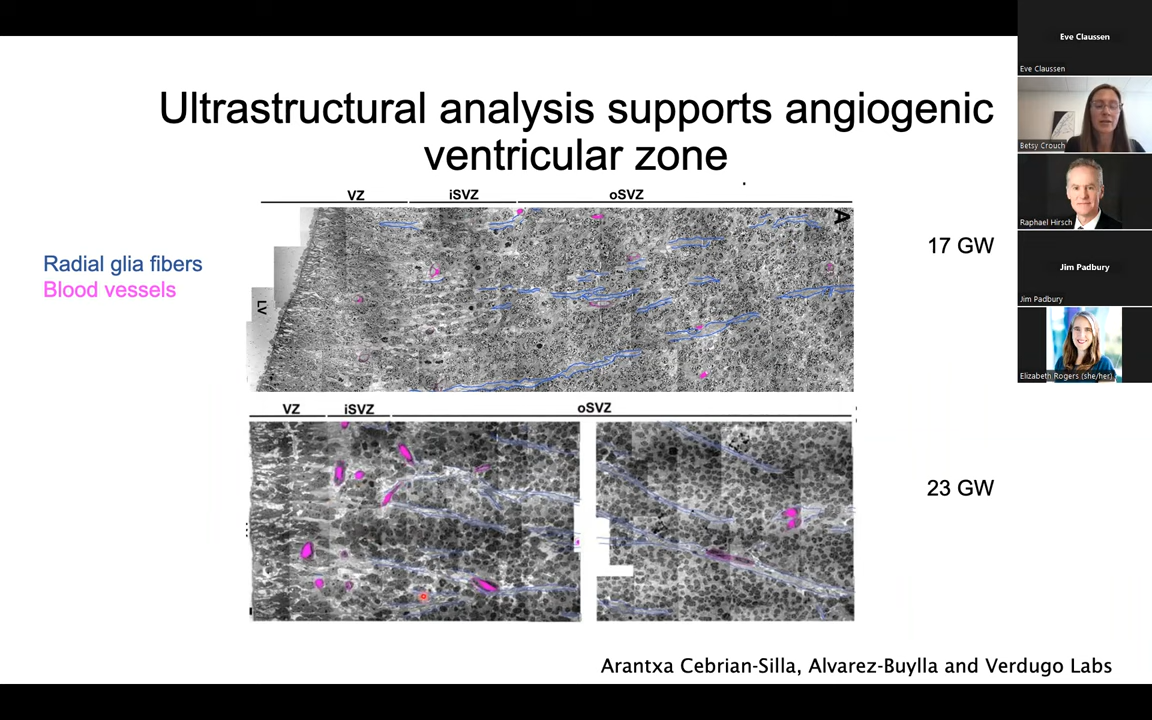 Ultrastructural analysis supports angiogenic
ventricular zone
VZ iSVZ oSVZ
A
17 GW
Radial glia fibers
Blood vessels
LV
VZ iSVZ oSVZ
23 GW
Arantxa Cebrian-Silla, Alvarez-Buylla and Verdugo Labs
Eve Claussen
Eve Claussen
Betsy Crouch
Raphael Hirsch
Jim Padbury
Jim Padbury
Elizabeth Rogers (she/her)